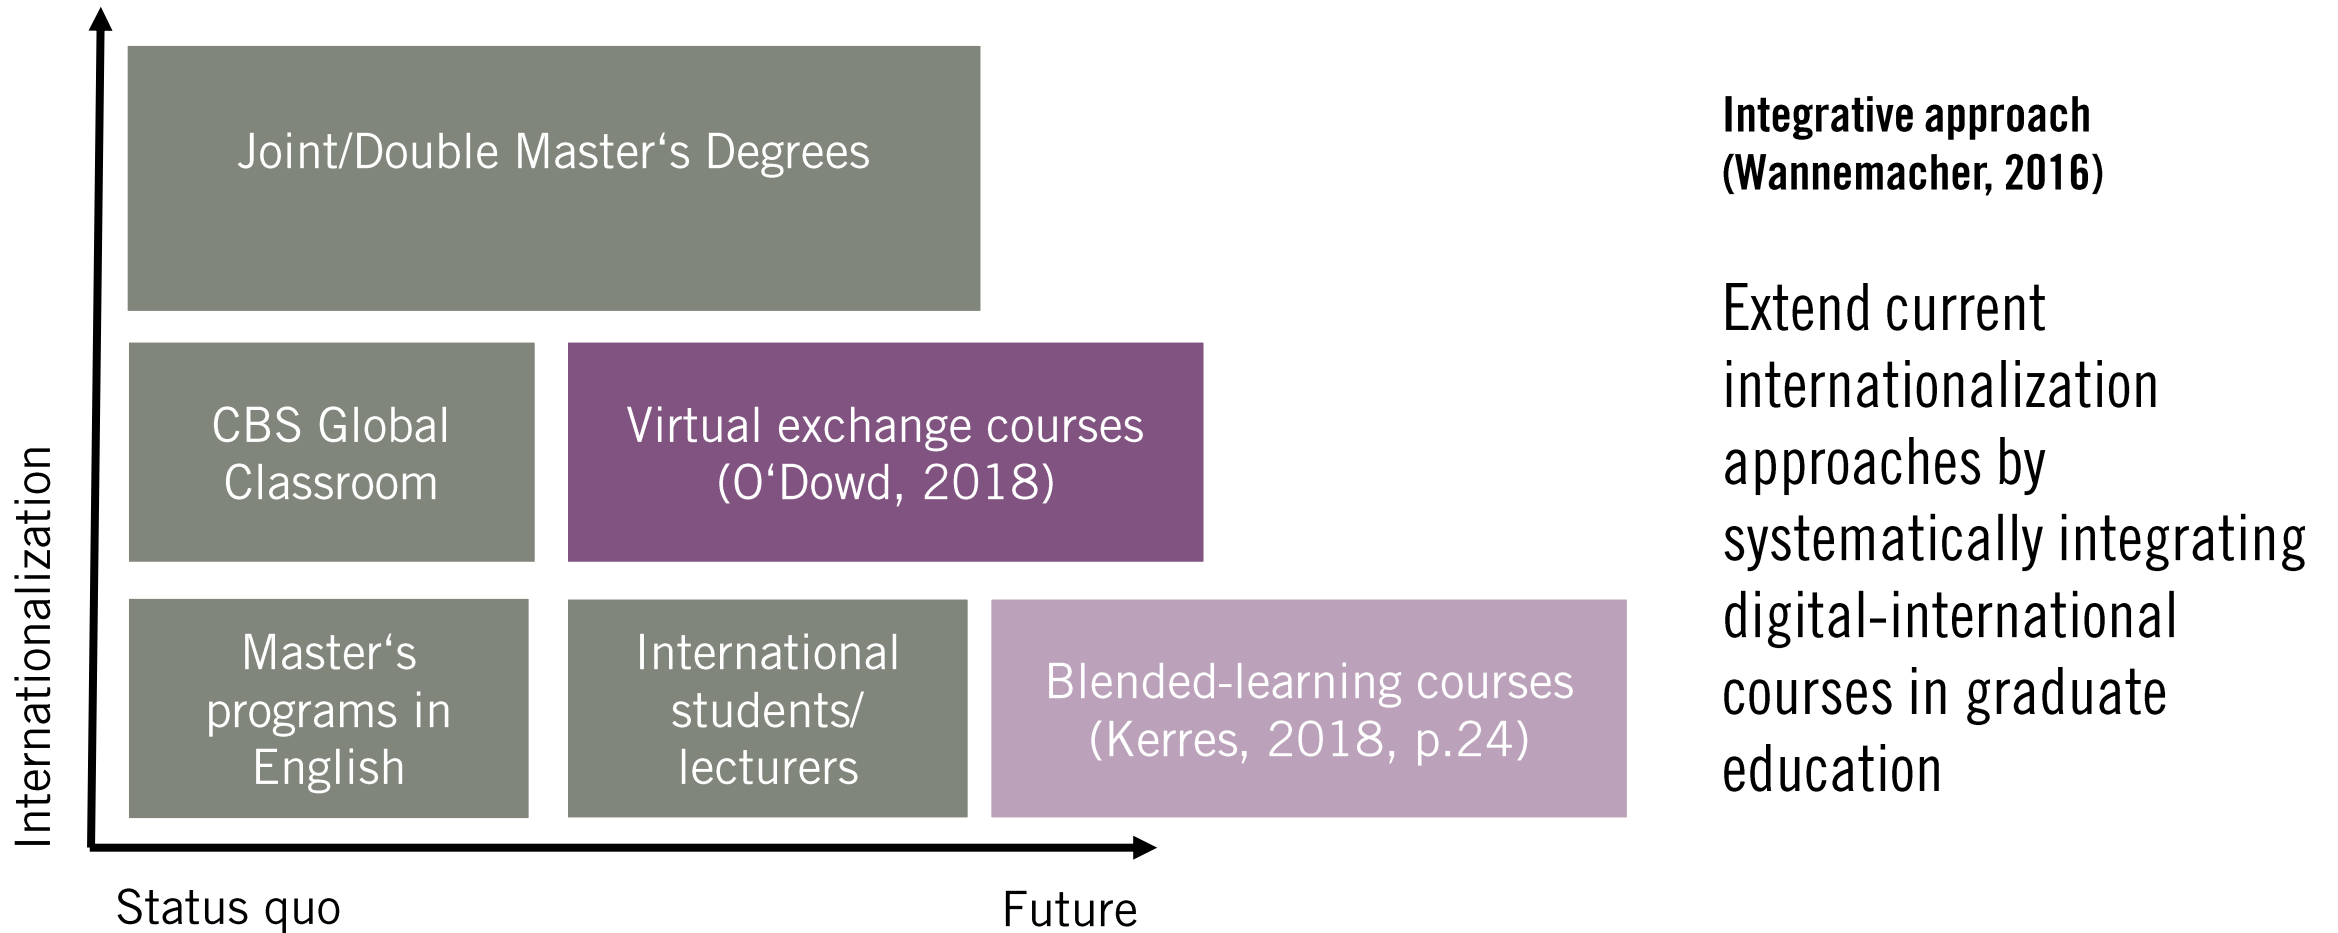 Joint/Double Master‘s Degrees
CBS Global
Classroom
Virtual exchange courses
(O‘Dowd, 2018)
Master‘s
programs in
English
International
students/
lecturers
Blended-learning courses
(Kerres, 2018, p.24)
Internationalization
Status quo
Future
Integrative approach
(Wannemacher, 2016)
Extend current
internationalization
approaches by
systematically integrating
digital-international
courses in graduate
education